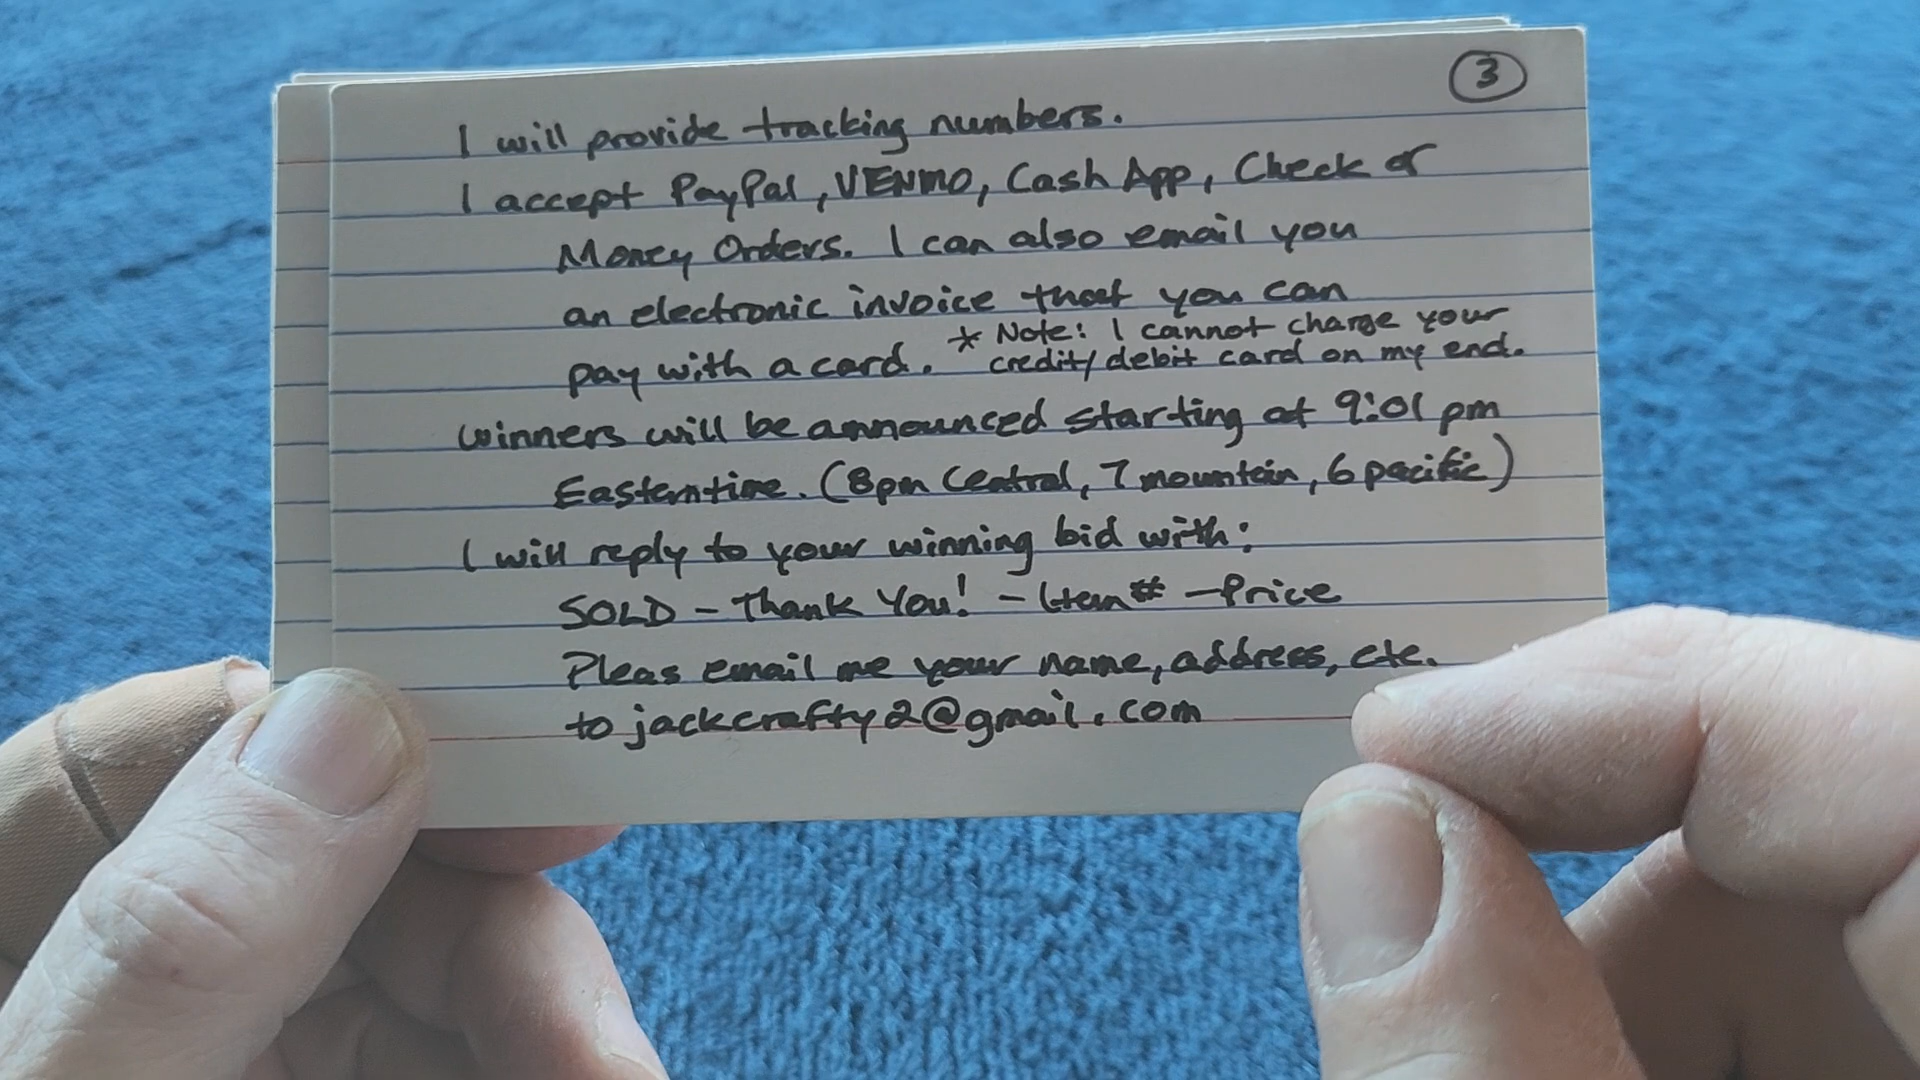 3
I will provide tracking numbers.
I accept PayPal, VENMO, Cash App, Check or
Money Orders. I can also email you
an electronic invoice that you can
pay with a card. * Note: I cannot charge your
credit/debit card on my end.
Winners will be announced starting at 9:01 pm
Eastern time. (8pm Central, 7 mountain, 6 pacific)
I will reply to your winning bid with:
SOLD - Thank You! - Item # - Price
Pleas email me your name, address, etc.
to jackcrafty2@gmail.com